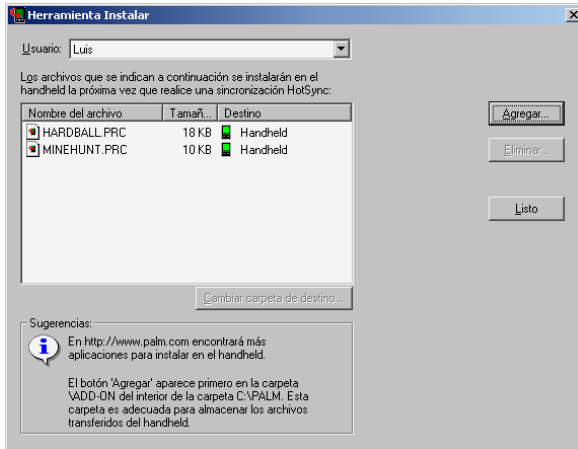 Herramienta Instalar
Usuario: Luis
Los archivos que se indican a continuación se instalarán en el
handheld la próxima vez que realice una sincronización HotSync:
Nombre del archivo Tamañ... Destino
HARDBALL.PRC 18 KB Handheld
MINEHUNT.PRC 10 KB Handheld
Agregar...
Eliminar...
Listo
Cambiar carpeta de destino...
Sugerencias:
En http://www.palm.com encontrará más
aplicaciones para instalar en el handheld.
El botón 'Agregar' aparece primero en la carpeta
\ADD-ON del interior de la carpeta C:\PALM. Esta
carpeta es adecuada para almacenar los archivos
transferidos del handheld.